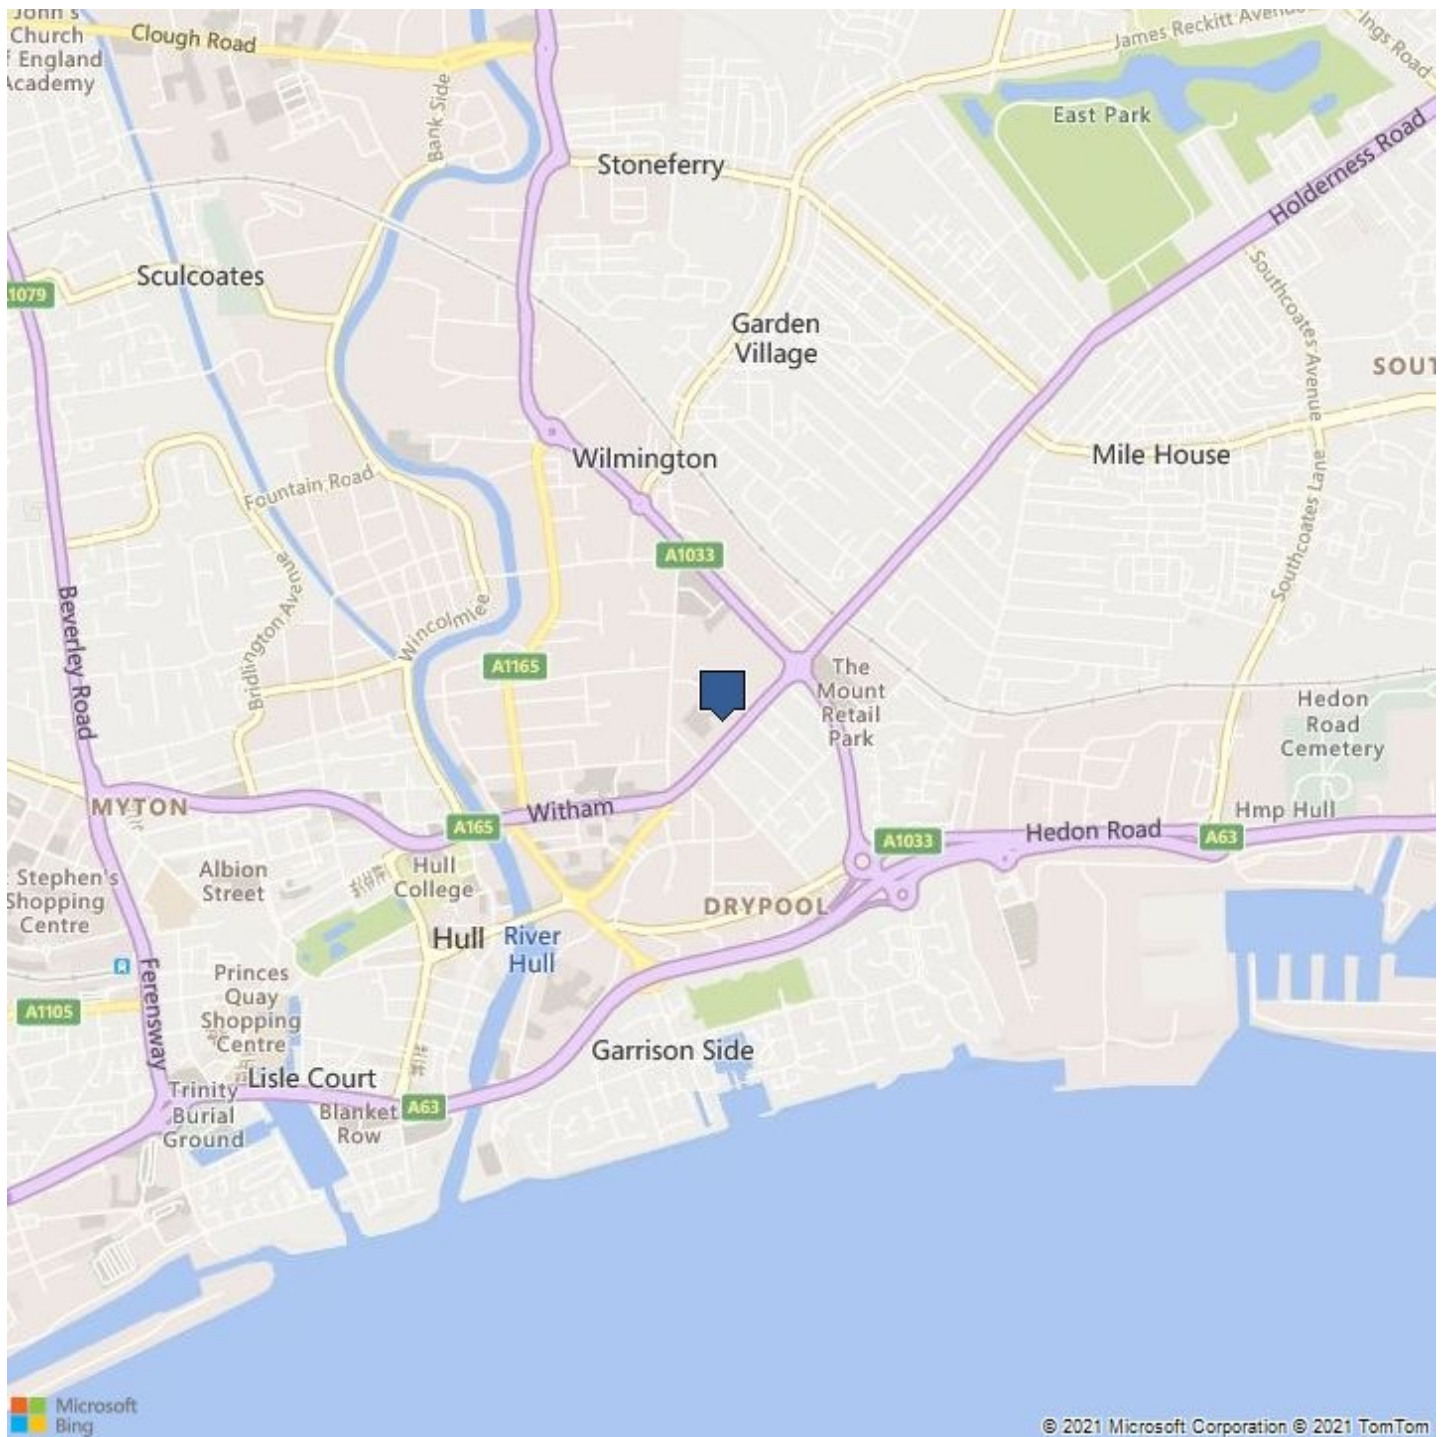 John's
Church
f England
Academy
Clough Road
Bank Side
James Reckitt Avenue
Ings Road
East Park
Stoneferry
Holderness Road
Sculcoates
1079
Garden
Village
Southcoates Avenue
SOUT
Wilmington
Mile House
Fountain Road
Southcoates Lane
A1033
Beverley Road
Bridlington Avenue
Wincolmlee
A1165
The
Mount
Retail
Park
Hedon
Road
Cemetery
MYTON
Witham
A165
Hmp Hull
A1033
Hedon Road
A63
Stephen's
Shopping
Centre
Albion
Street
Hull
College
DRYPOOL
Hull
River
Hull
Ferensway
Princes
Quay
Shopping
Centre
A1105
Garrison Side
Lisle Court
Trinity
Burial
Ground
Blanket
Row
A63
Microsoft
Bing
© 2021 Microsoft Corporation © 2021 TomTom